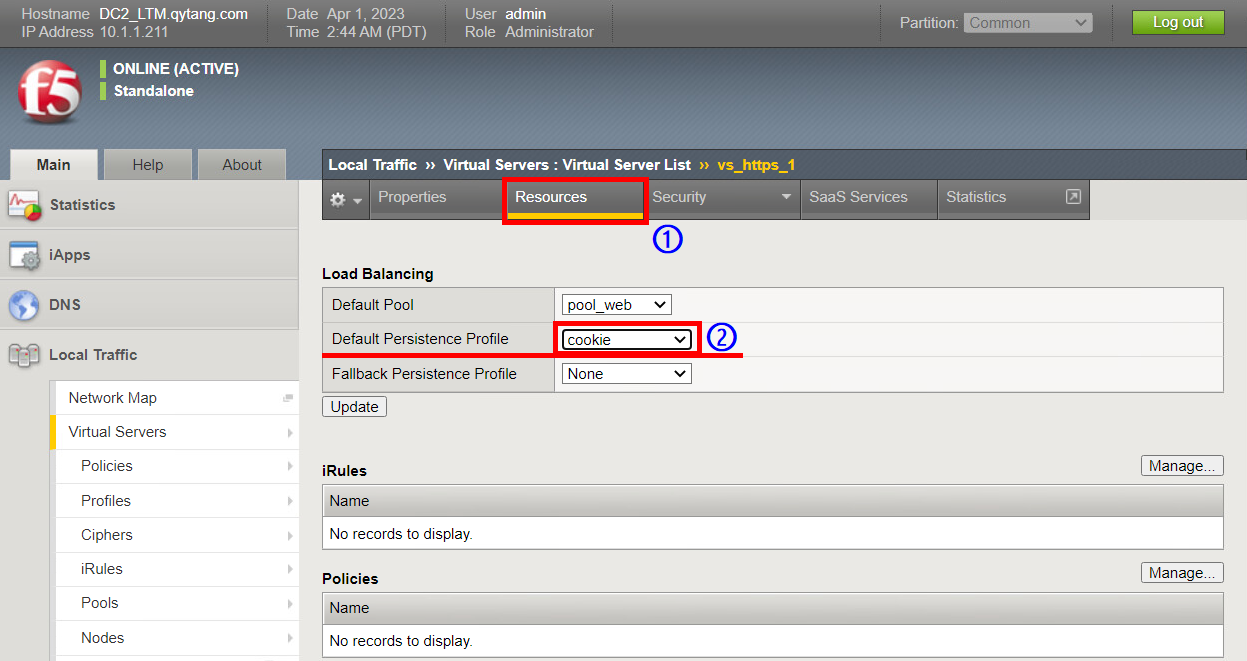 Hostname DC2_LTM.qytang.com Date Apr 1, 2023 User admin
IP Address 10.1.1.211 Time 2:44 AM (PDT) Role Administrator
Partition: Common Log out
f5
ONLINE (ACTIVE)
Standalone
Main Help About
Local Traffic ›› Virtual Servers : Virtual Server List ›› vs_https_1
Properties Resources Security SaaS Services Statistics
①
Statistics
iApps
DNS
Local Traffic
Network Map
Virtual Servers
Policies
Profiles
Ciphers
iRules
Pools
Nodes
Load Balancing
Default Pool pool_web
Default Persistence Profile cookie ②
Fallback Persistence Profile None
Update
iRules Manage...
Name
No records to display.
Policies Manage...
Name
No records to display.